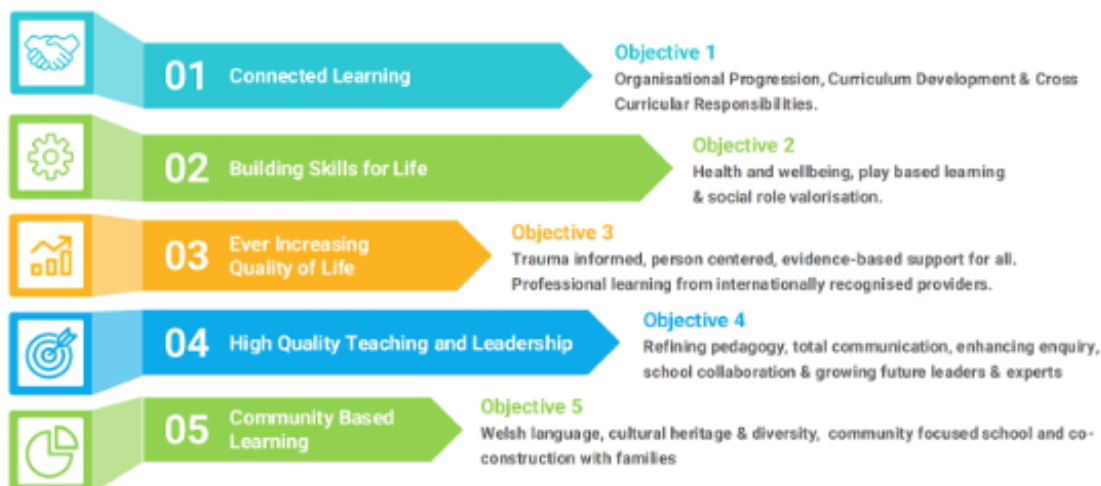 01 Connected Learning
Objective 1
Organisational Progression, Curriculum Development & Cross
Curricular Responsibilities.
02 Building Skills for Life
Objective 2
Health and wellbeing, play based learning
& social role valorisation.
03 Ever Increasing
Quality of Life
Objective 3
Trauma informed, person centered, evidence-based support for all.
Professional learning from internationally recognised providers.
04 High Quality Teaching and Leadership
Objective 4
Refining pedagogy, total communication, enhancing enquiry,
school collaboration & growing future leaders & experts
05 Community Based
Learning
Objective 5
Welsh language, cultural heritage & diversity, community focused school and co-
construction with families